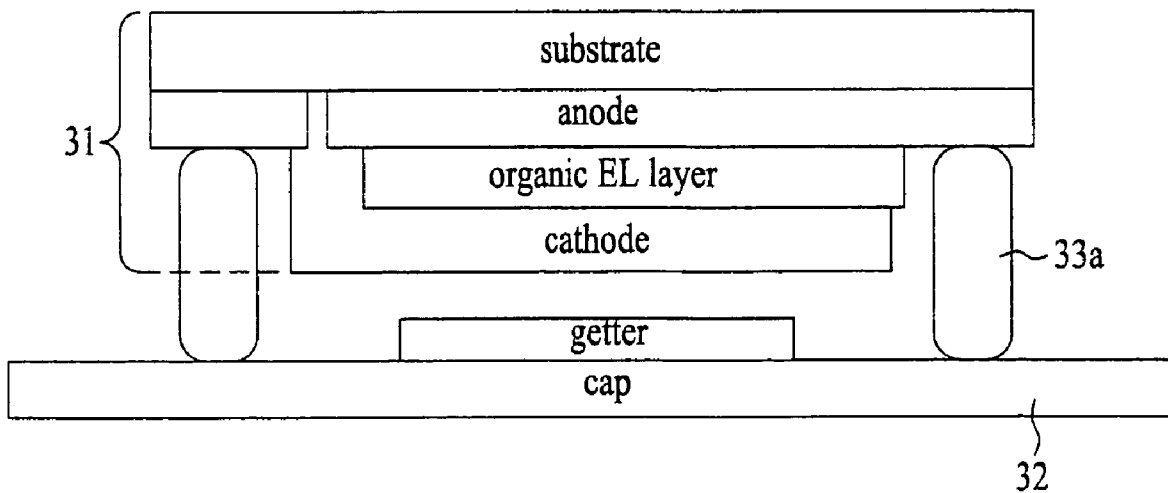 substrate
anode
31
organic EL layer
cathode
33a
getter
cap
32